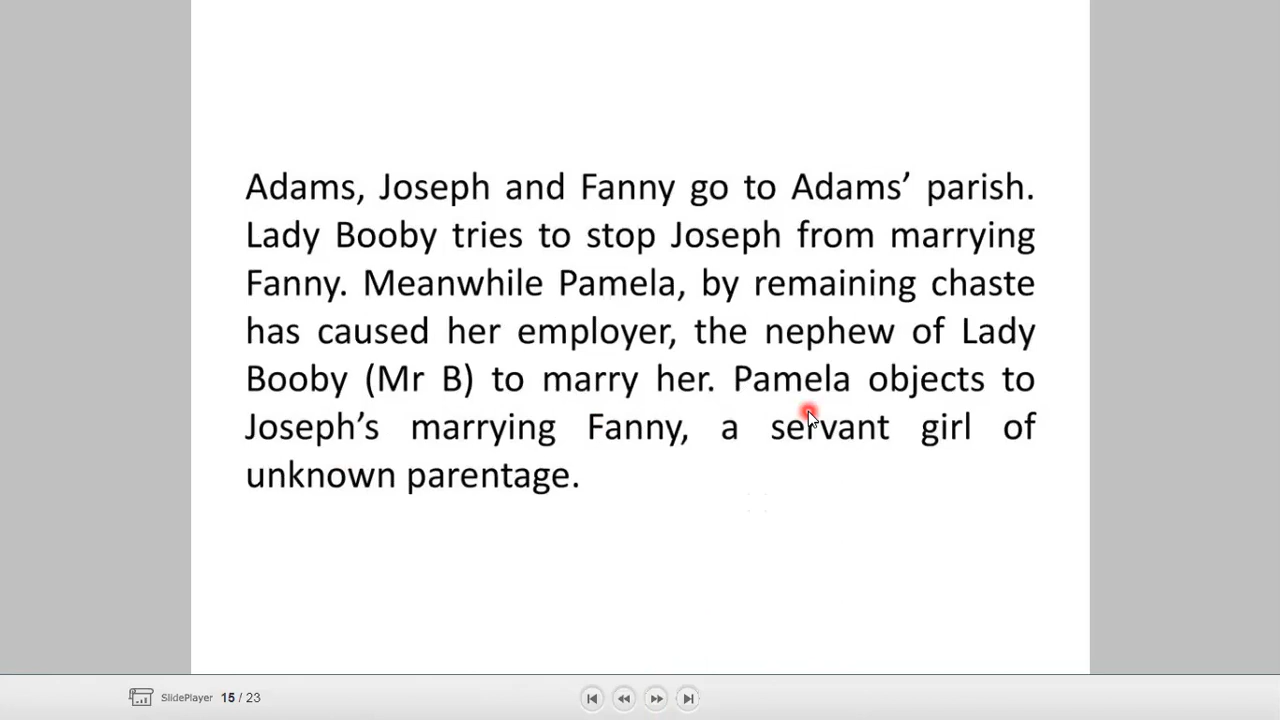 Adams, Joseph and Fanny go to Adams’ parish.
Lady Booby tries to stop Joseph from marrying
Fanny. Meanwhile Pamela, by remaining chaste
has caused her employer, the nephew of Lady
Booby (Mr B) to marry her. Pamela objects to
Joseph’s marrying Fanny, a servant girl of
unknown parentage.
SlidePlayer 15 / 23